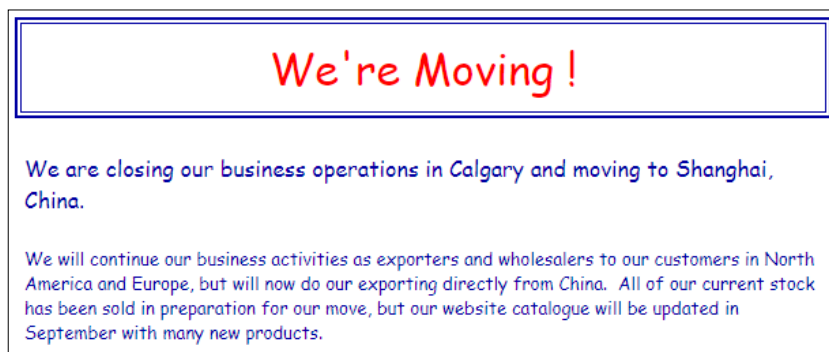 We're Moving !
We are closing our business operations in Calgary and moving to Shanghai,
China.
We will continue our business activities as exporters and wholesalers to our customers in North
America and Europe, but will now do our exporting directly from China.  All of our current stock
has been sold in preparation for our move, but our website catalogue will be updated in
September with many new products.